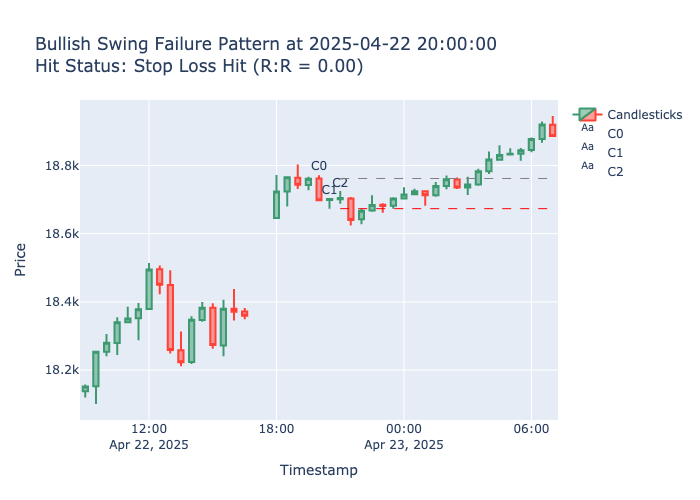 Bullish Swing Failure Pattern at 2025-04-22 20:00:00
Hit Status: Stop Loss Hit (R:R = 0.00)
Candlesticks
Aa C0
Aa C1
Aa C2
C0
C2
C1
18.8k
18.6k
18.4k
18.2k
Price
12:00
Apr 22, 2025
18:00
00:00
Apr 23, 2025
06:00
Timestamp